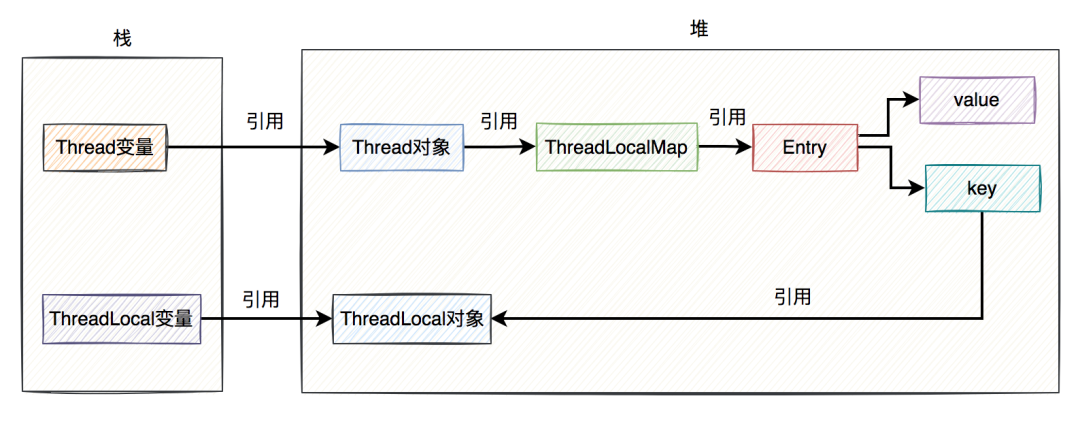 栈
堆
引用
引用
引用
value
Thread变量
Thread对象
ThreadLocalMap
Entry
key
引用
引用
ThreadLocal变量
ThreadLocal对象